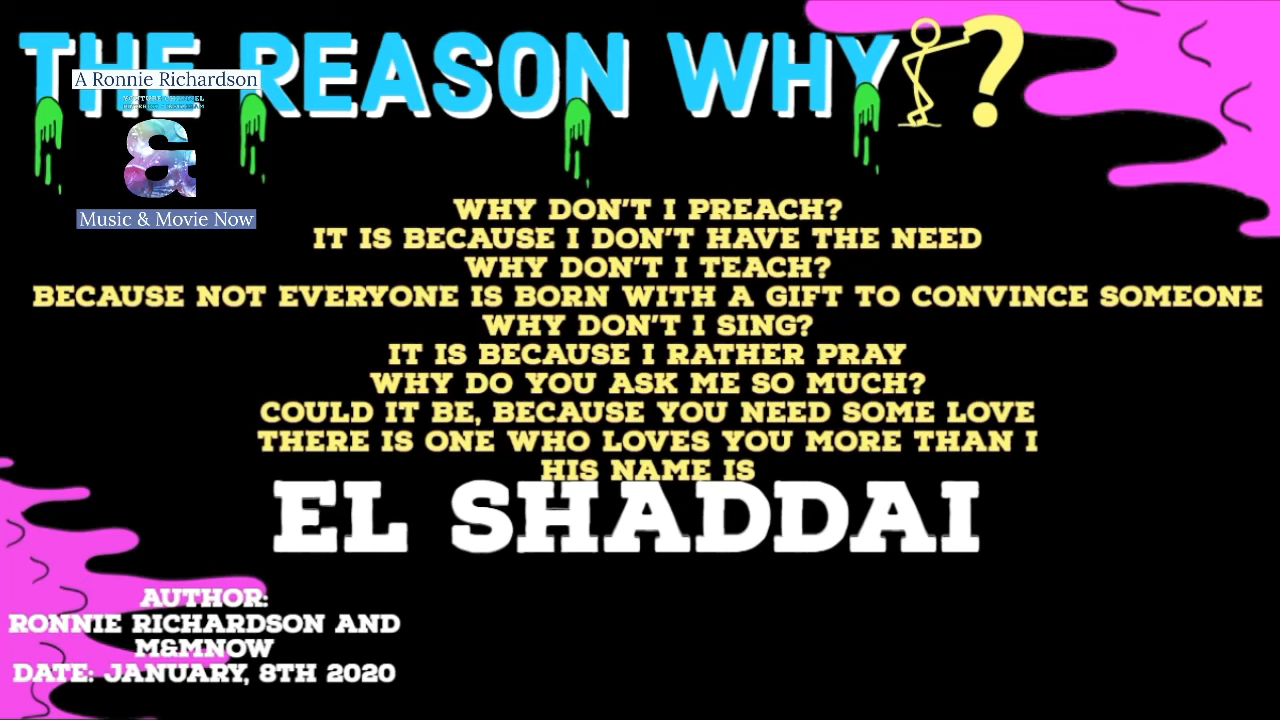 THE REASON WHY?
A Ronnie Richardson
&
Music & Movie Now
WHY DON'T I PREACH?
IT IS BECAUSE I DON'T HAVE THE NEED
WHY DON'T I TEACH?
BECAUSE NOT EVERYONE IS BORN WITH A GIFT TO CONVINCE SOMEONE
WHY DON'T I SING?
IT IS BECAUSE I RATHER PRAY
WHY DO YOU ASK ME SO MUCH?
COULD IT BE, BECAUSE YOU NEED SOME LOVE
THERE IS ONE WHO LOVES YOU MORE THAN I
HIS NAME IS
EL SHADDAI
AUTHOR:
RONNIE RICHARDSON AND
M&MNOW
DATE: JANUARY, 8TH 2020